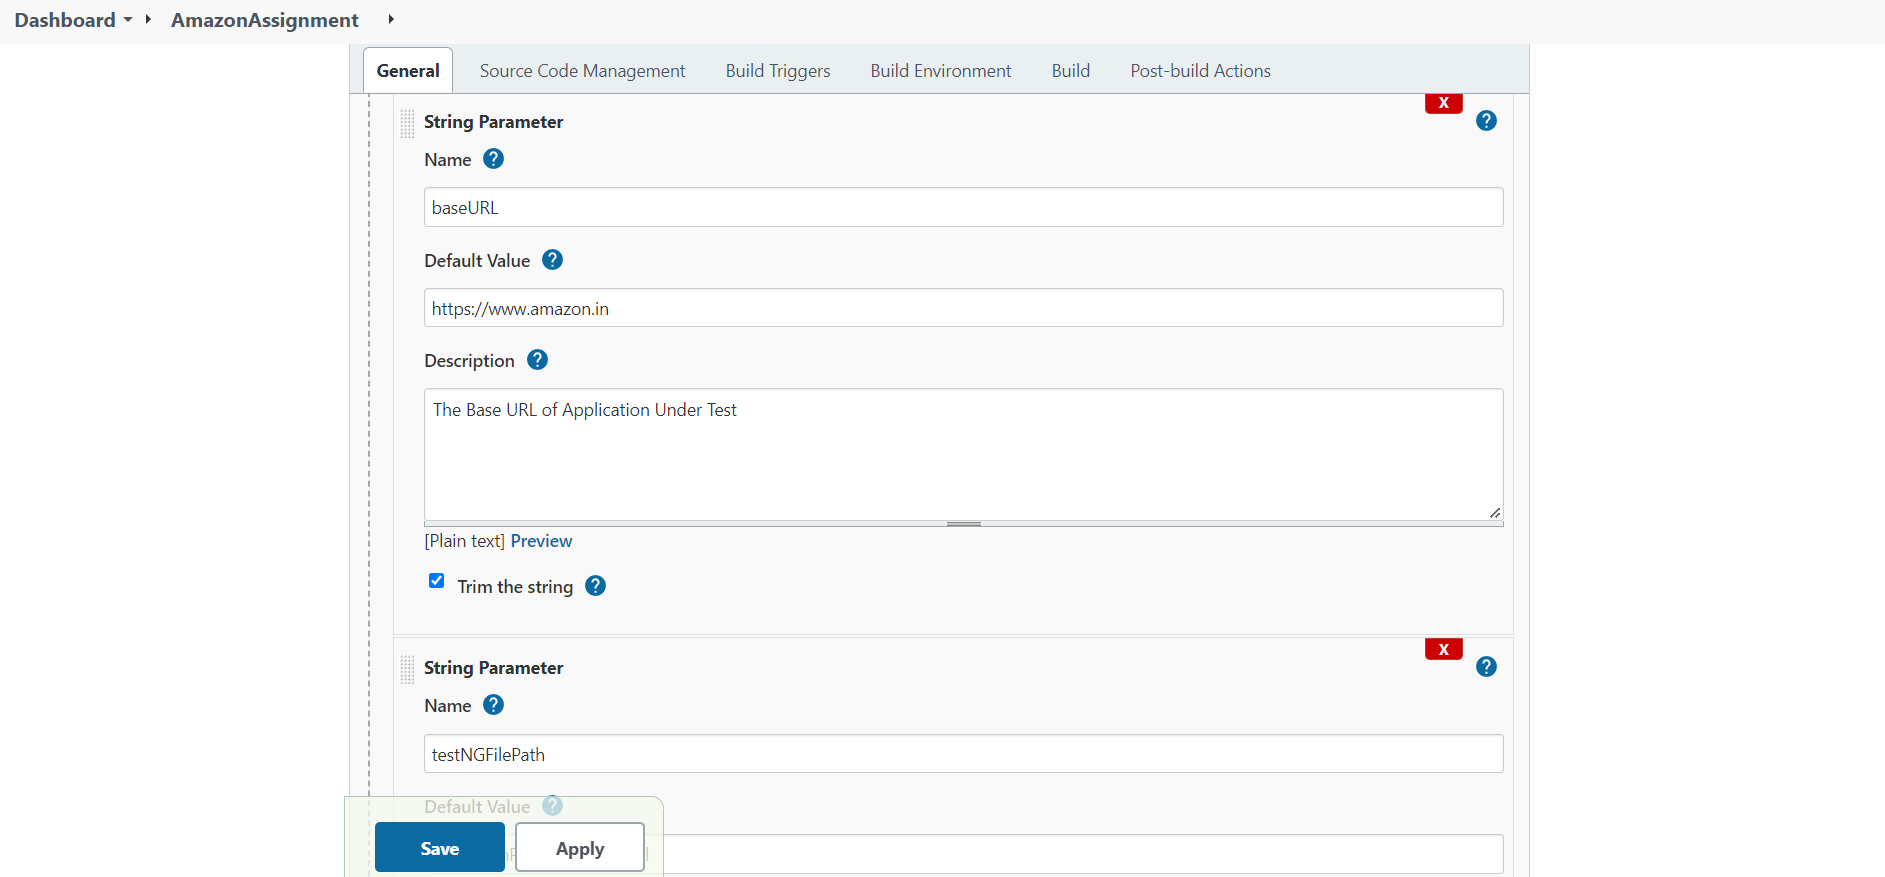 Dashboard AmazonAssignment
General Source Code Management Build Triggers Build Environment Build Post-build Actions
X
String Parameter ?
Name ?
baseURL
Default Value ?
https://www.amazon.in
Description ?
The Base URL of Application Under Test
[Plain text] Preview
Trim the string ?
X
String Parameter ?
Name ?
testNGFilePath
Default Value ?
Save Apply